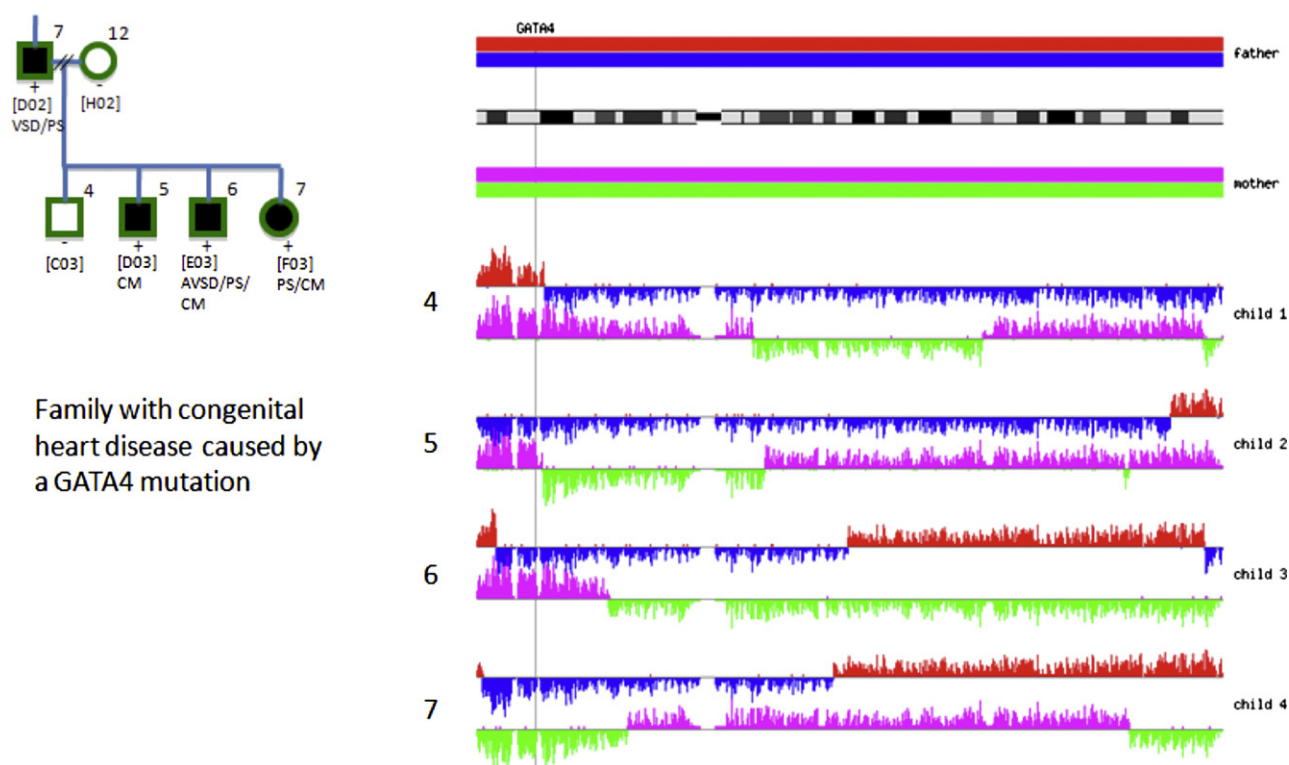 7
12
+
-
[D02]
[H02]
VSD/PS
4
5
6
7
-
+
+
+
[C03]
[D03]
[E03]
[F03]
CM
AVSD/PS/
PS/CM
CM
Family with congenital
heart disease caused by
a GATA4 mutation
GATA4
father
mother
4
child 1
5
child 2
6
child 3
7
child 4